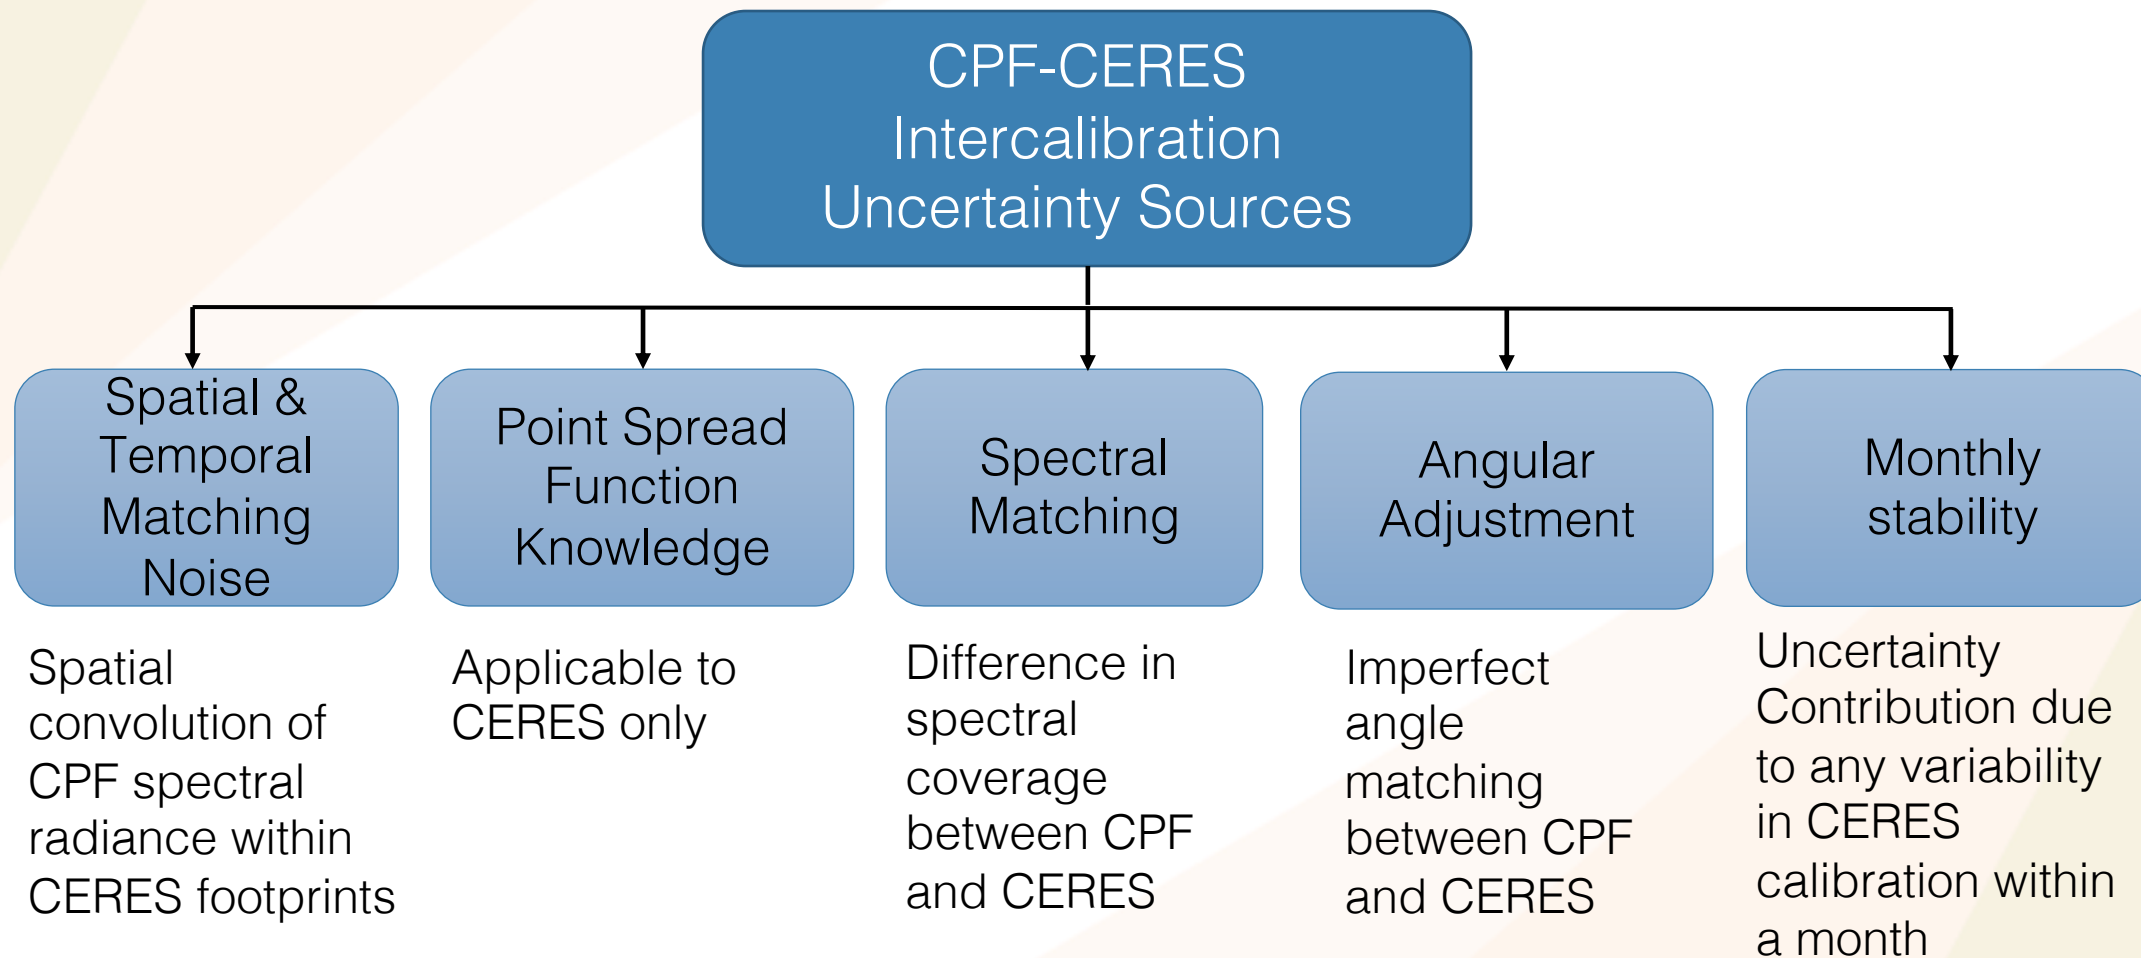 CPF-CERES
Intercalibration
Uncertainty Sources
Spatial &
Temporal
Matching
Noise
Point Spread
Function
Knowledge
Spectral
Matching
Angular
Adjustment
Monthly
stability
Spatial
convolution of
CPF spectral
radiance within
CERES footprints
Applicable to
CERES only
Difference in
spectral
coverage
between CPF
and CERES
Imperfect
angle
matching
between CPF
and CERES
Uncertainty
Contribution due
to any variability
in CERES
calibration within
a month